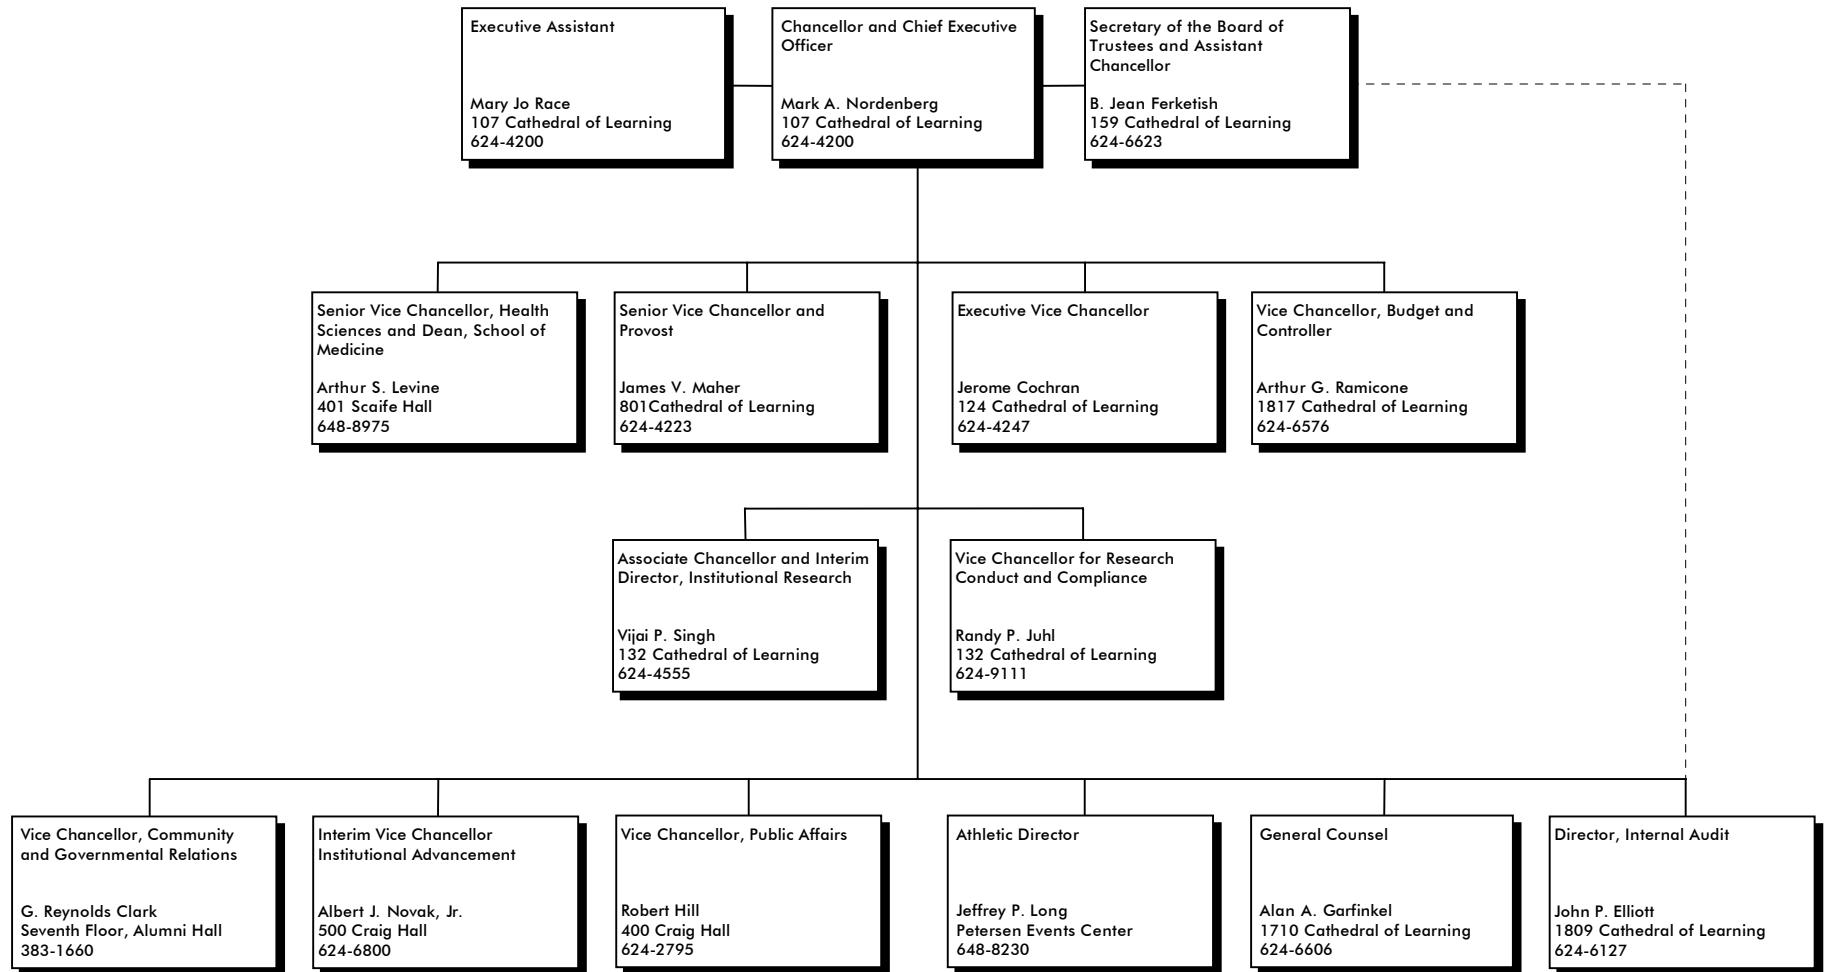 Executive Assistant
Mary Jo Race
107 Cathedral of Learning
624-4200
Chancellor and Chief Executive
Officer
Mark A. Nordenberg
107 Cathedral of Learning
624-4200
Secretary of the Board of
Trustees and Assistant
Chancellor
B. Jean Ferketish
159 Cathedral of Learning
624-6623
Senior Vice Chancellor, Health
Sciences and Dean, School of
Medicine
Arthur S. Levine
401 Scaife Hall
648-8975
Senior Vice Chancellor and
Provost
James V. Maher
801Cathedral of Learning
624-4223
Executive Vice Chancellor
Jerome Cochran
124 Cathedral of Learning
624-4247
Vice Chancellor, Budget and
Controller
Arthur G. Ramicone
1817 Cathedral of Learning
624-6576
Associate Chancellor and Interim
Director, Institutional Research
Vijai P. Singh
132 Cathedral of Learning
624-4555
Vice Chancellor for Research
Conduct and Compliance
Randy P. Juhl
132 Cathedral of Learning
624-9111
Vice Chancellor, Community
and Governmental Relations
G. Reynolds Clark
Seventh Floor, Alumni Hall
383-1660
Interim Vice Chancellor
Institutional Advancement
Albert J. Novak, Jr.
500 Craig Hall
624-6800
Vice Chancellor, Public Affairs
Robert Hill
400 Craig Hall
624-2795
Athletic Director
Jeffrey P. Long
Petersen Events Center
648-8230
General Counsel
Alan A. Garfinkel
1710 Cathedral of Learning
624-6606
Director, Internal Audit
John P. Elliott
1809 Cathedral of Learning
624-6127